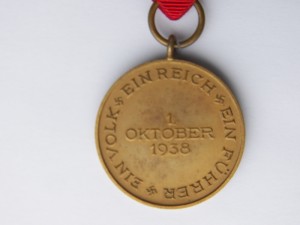 EIN VOLK EIN REICH EIN FÜHRER
1.
OKTOBER
1938